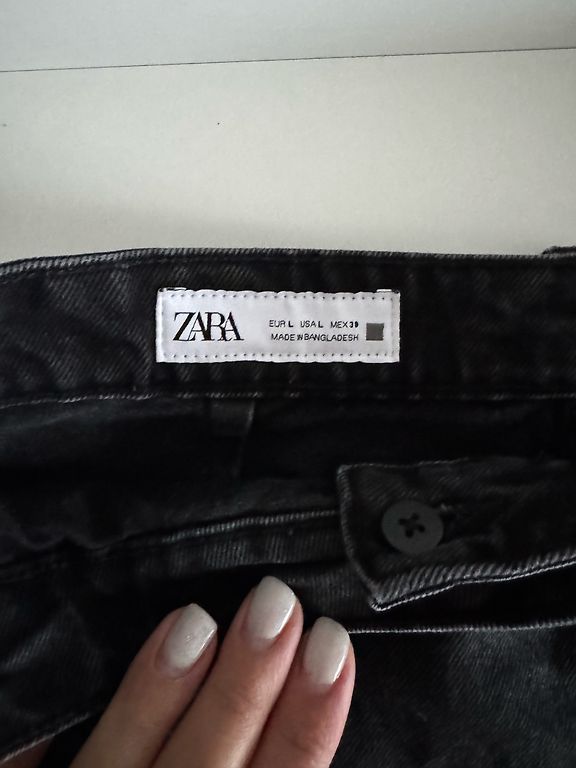 ZARA
EUR L USA L MEX 30
MADE IN BANGLADESH